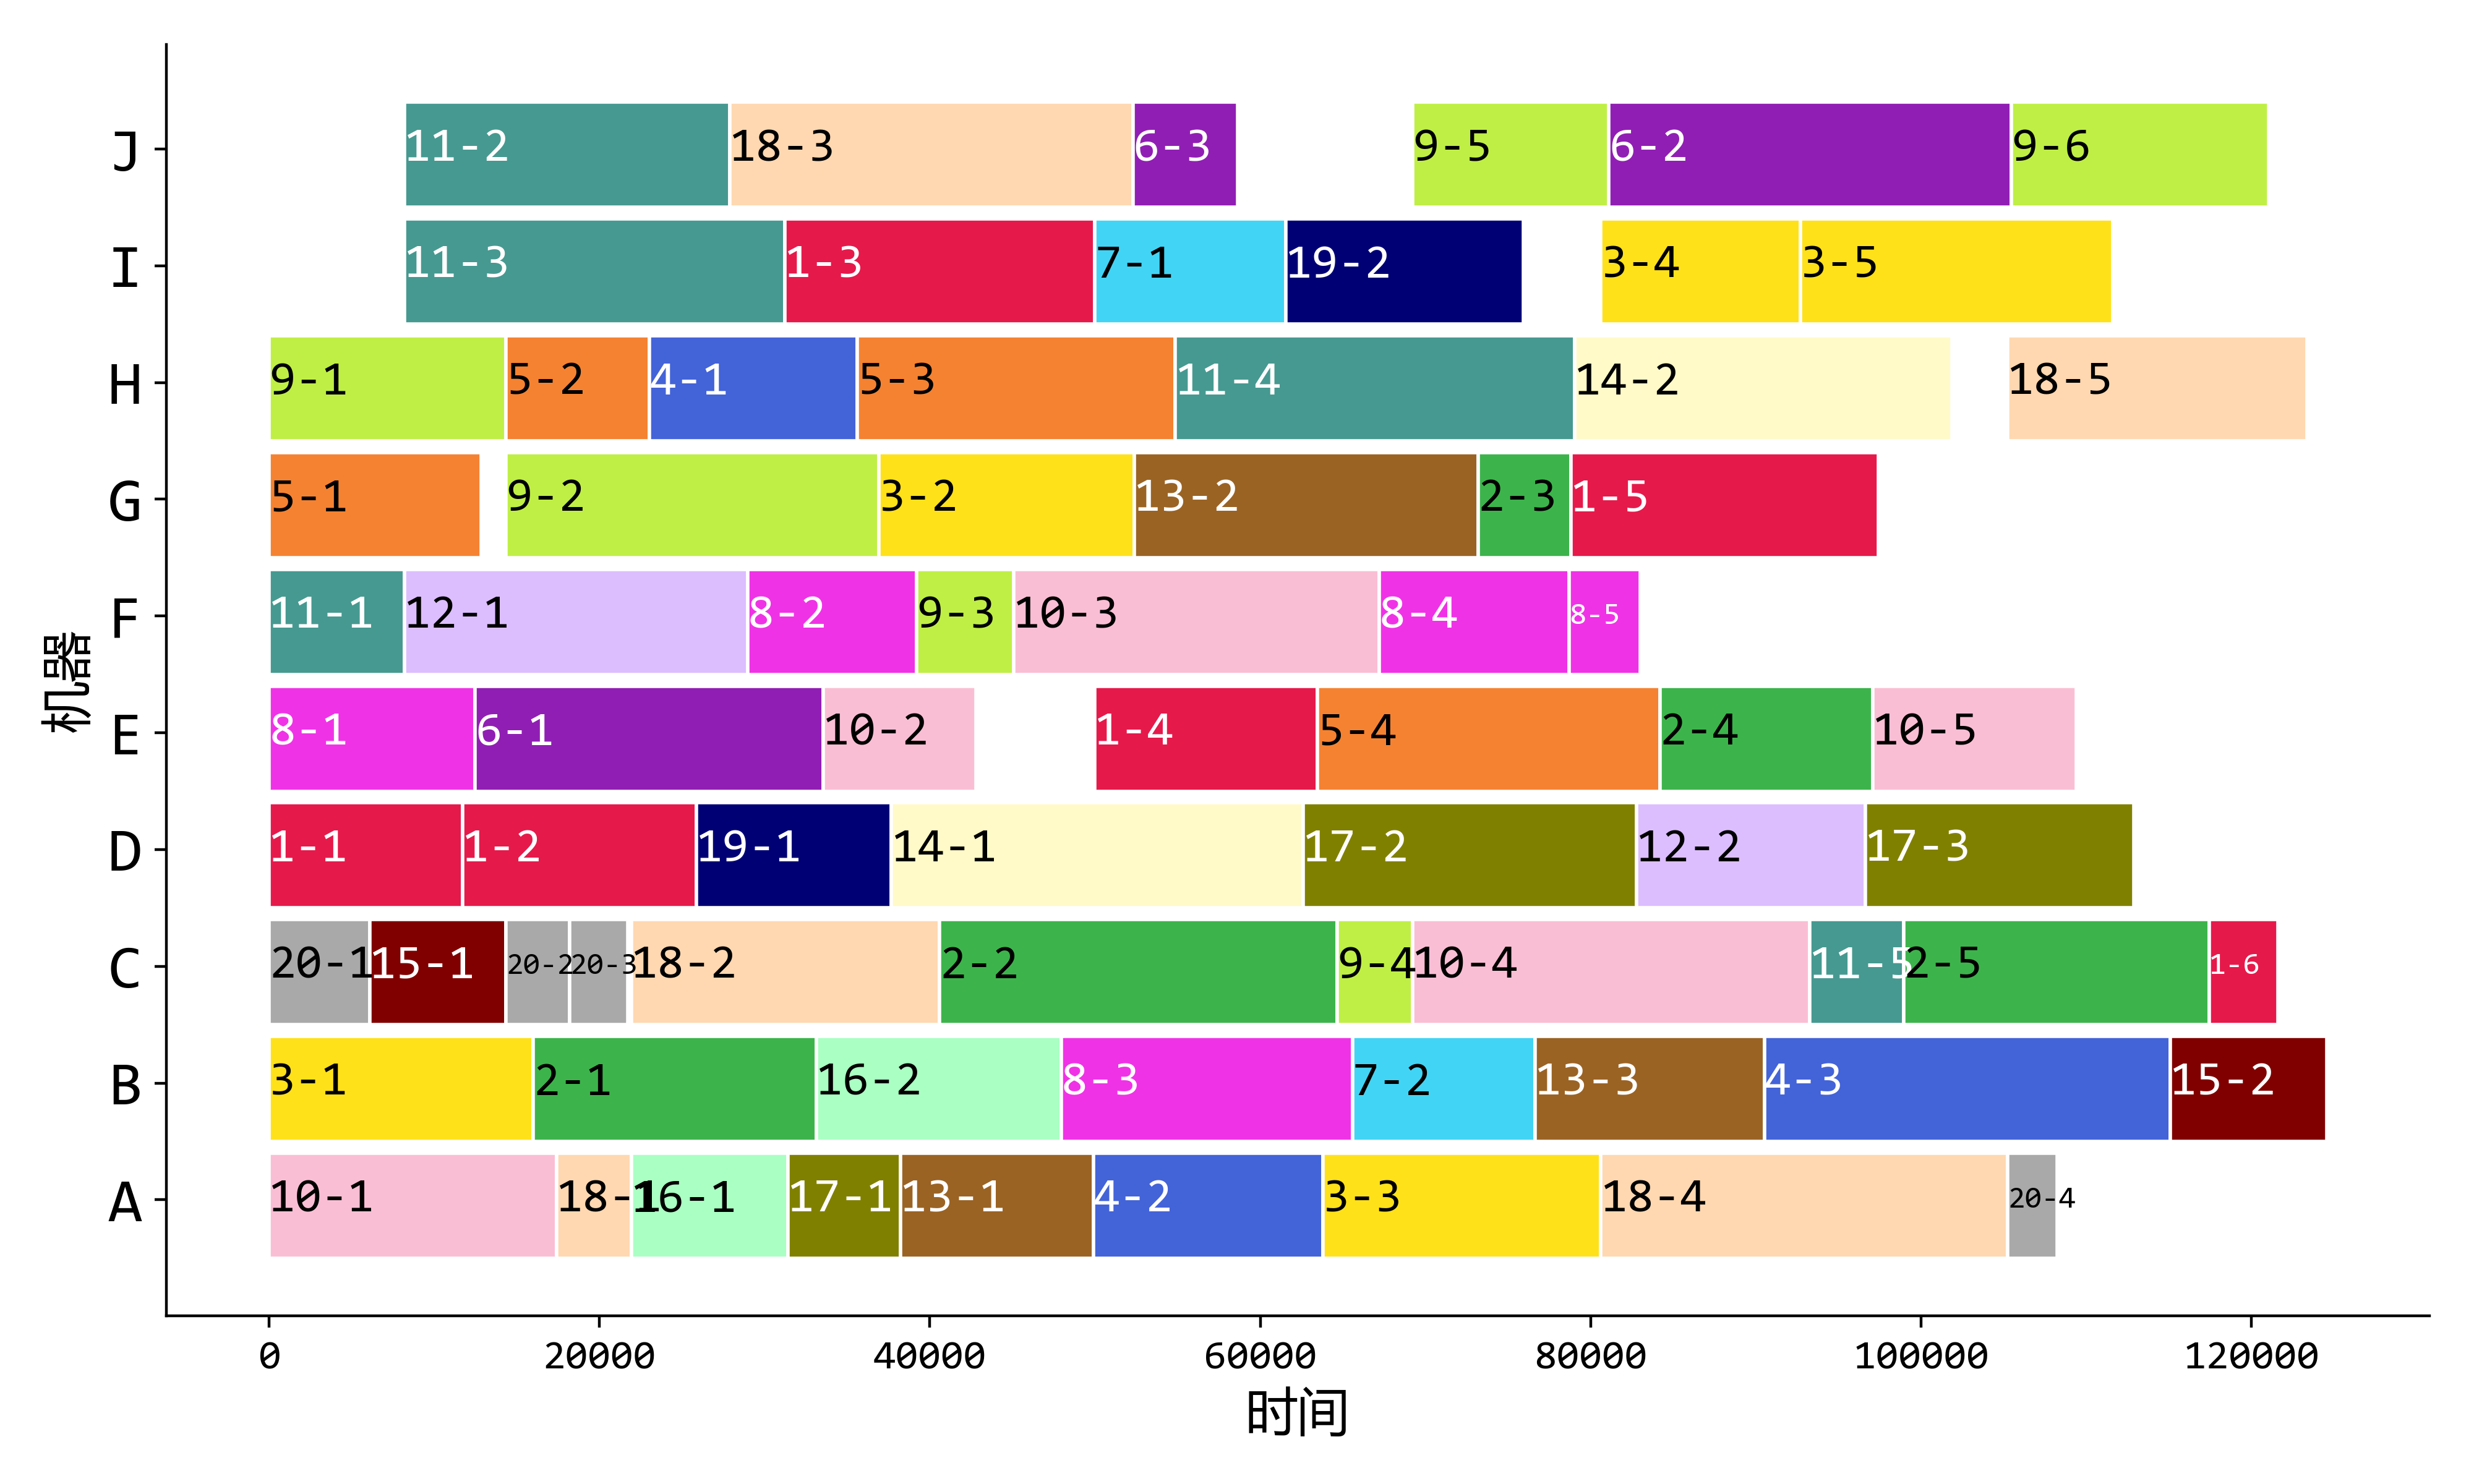 J 11-2 18-3 6-3 9-5 6-2 9-6
I 11-3 1-3 7-1 19-2 3-4 3-5
H 9-1 5-2 4-1 5-3 11-4 14-2 18-5
G 5-1 9-2 3-2 13-2 2-3 1-5
F 11-1 12-1 8-2 9-3 10-3 8-4 8-5
机器
E 8-1 6-1 10-2 1-4 5-4 2-4 10-5
D 1-1 1-2 19-1 14-1 17-2 12-2 17-3
C 20-1 15-1 20-2 20-3 18-2 2-2 9-4 10-4 11-5 2-5 1-6
B 3-1 2-1 16-2 8-3 7-2 13-3 4-3 15-2
A 10-1 18-1 16-1 17-1 13-1 4-2 3-3 18-4 20-4
0 20000 40000 60000 80000 100000 120000
时间